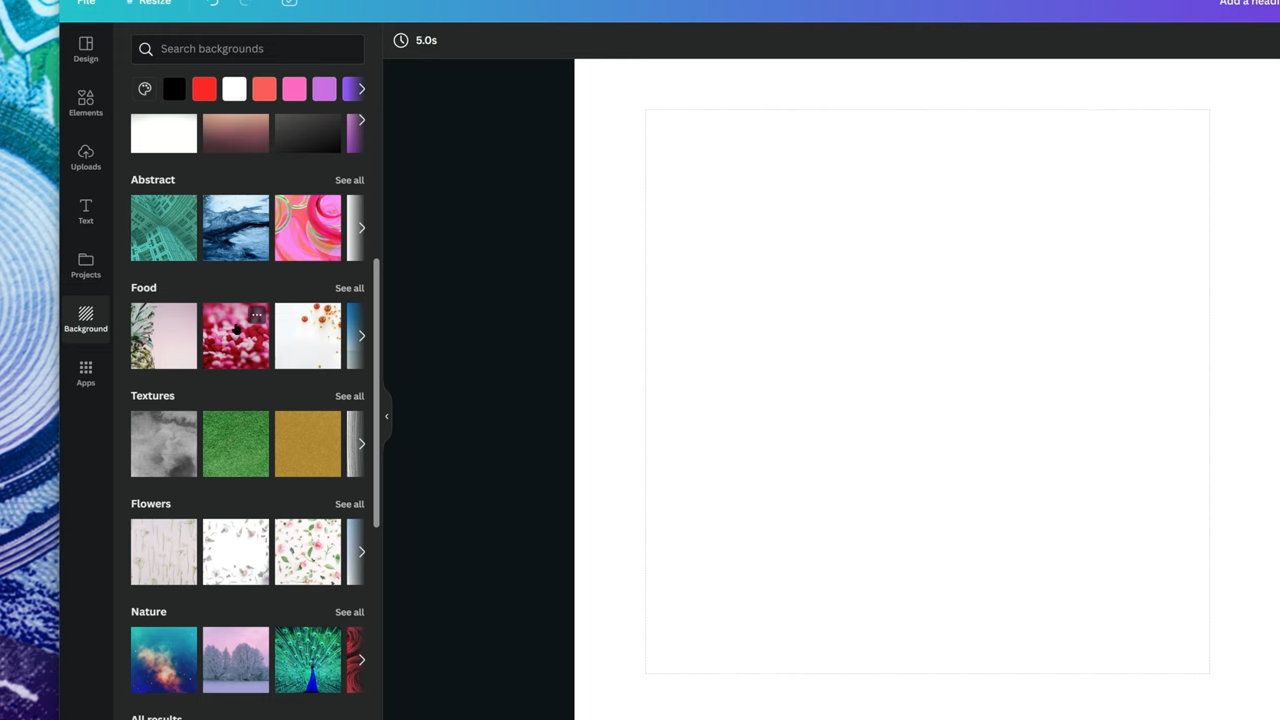 File
Resize
Add a headi
Design
Elements
Uploads
Text
Projects
Background
Apps
Search backgrounds
5.0s
Abstract
See all
Food
See all
Textures
See all
Flowers
See all
Nature
See all
All results